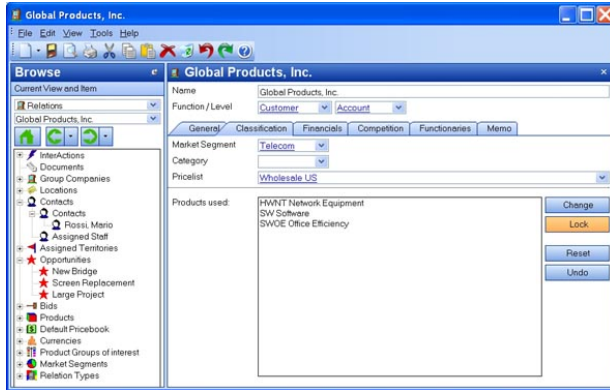 Global Products, Inc.
File Edit View Tools Help
Browse
Current View and Item
Relations
Global Products, Inc.
InterActions
Documents
Group Companies
Locations
Contacts
Contacts
Rossi, Mario
Assigned Staff
Assigned Territories
Opportunities
New Bridge
Screen Replacement
Large Project
Bids
Products
Default Pricebook
Currencies
Product Groups of interest
Market Segments
Relation Types
Global Products, Inc.
Name Global Products, Inc.
Function / Level Customer Account
General Classification Financials Competition Functionaries Memo
Market Segment Telecom
Category
Pricelist Wholesale US
Products used:
HWNT Network Equipment
SW Software
SWOE Office Efficiency
Change
Lock
Reset
Undo